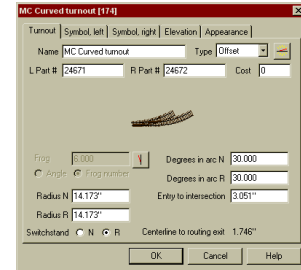 MC Curved turnout [174]
Turnout Symbol, left Symbol, right Elevation Appearance
Name MC Curved turnout Type Offset
L Part # 24671 R Part # 24672 Cost 0
Frog 6.000 Degrees in arc N 30.000
Angle Frog number Degrees in arc R 30.000
Radius N 14.173" Entry to intersection 3.051"
Radius R 14.173"
Switchstand N R Centerline to routing exit 1.746"
OK Cancel Help